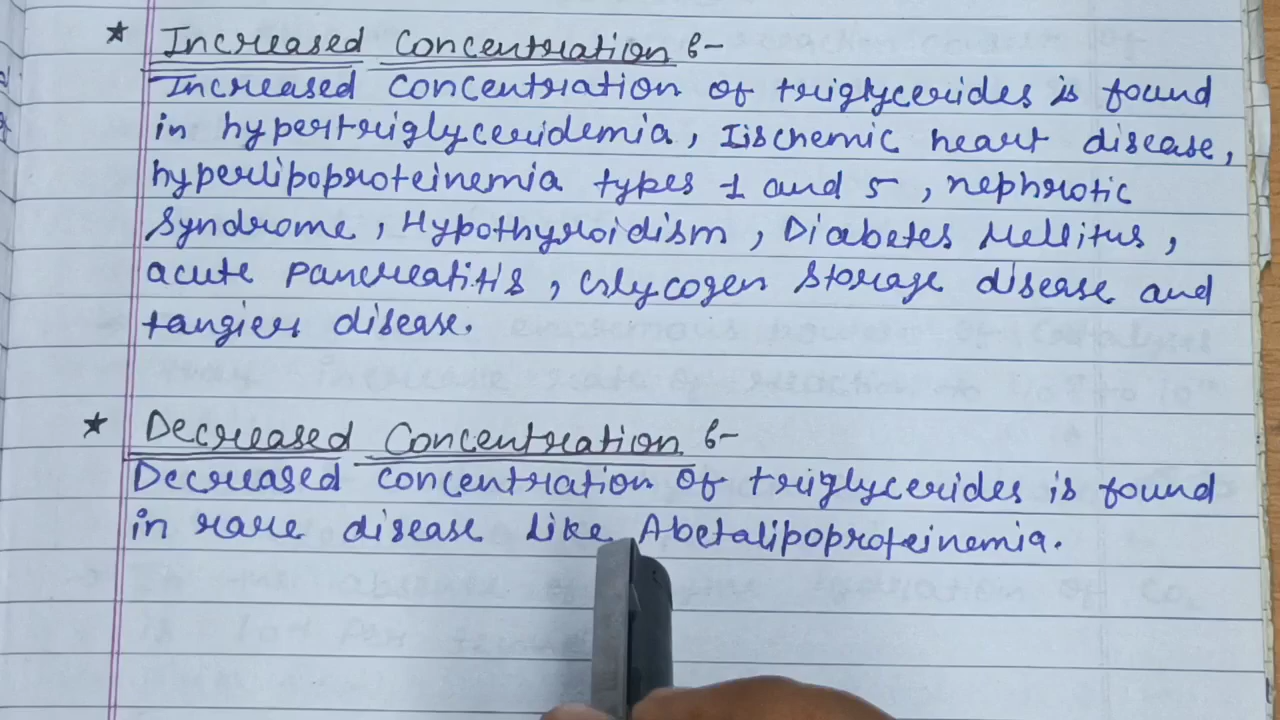 ★ Increased Concentration :-
Increased concentration of triglycerides is found
in hypertriglyceridemia, Iischemic heart disease,
hyperlipoproteinemia types 1 and 5, nephrotic
Syndrome, Hypothyroidism, Diabetes Mellitus,
acute pancreatitis, Glycogen storage disease and
tangier disease.
★ Decreased Concentration :-
Decreased concentration of triglycerides is found
in rare disease like Abetalipoproteinemia.